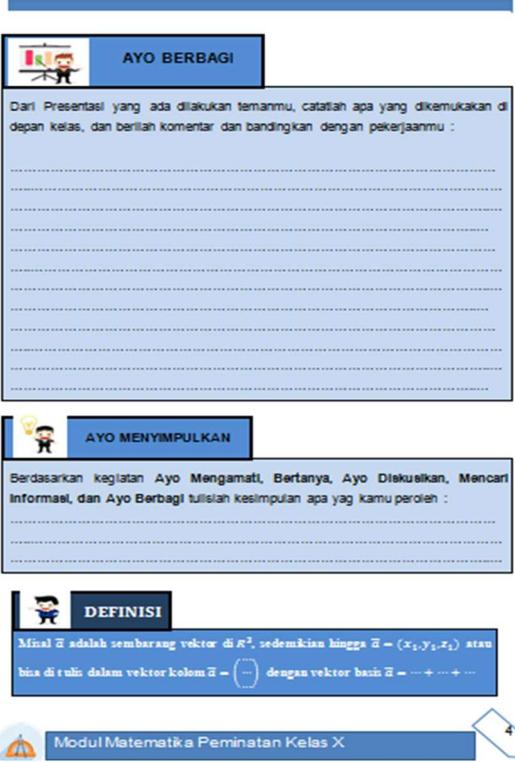 AYO BERBAGI
Dari Presentasi yang ada dilakukan temanmu, catatlah apa yang dikemukakan di
depan kelas, dan berilah komentar dan bandingkan dengan pekerjaanmu :
AYO MENYIMPULKAN
Berdasarkan kegiatan Ayo Mengamati, Bertanya, Ayo Diskusikan, Mencari
Informasi, dan Ayo Berbagi tulislah kesimpulan apa yag kamu peroleh :
DEFINISI
Misal a̅ adalah sembarang vektor di R³, sedemikian hingga a̅ = (x₁,y₁,z₁) atau
bisa di tulis dalam vektor kolom a̅ = (...) dengan vektor basis a̅ = ⋯ + ⋯ + ⋯
Modul Matematika Peminatan Kelas X
4